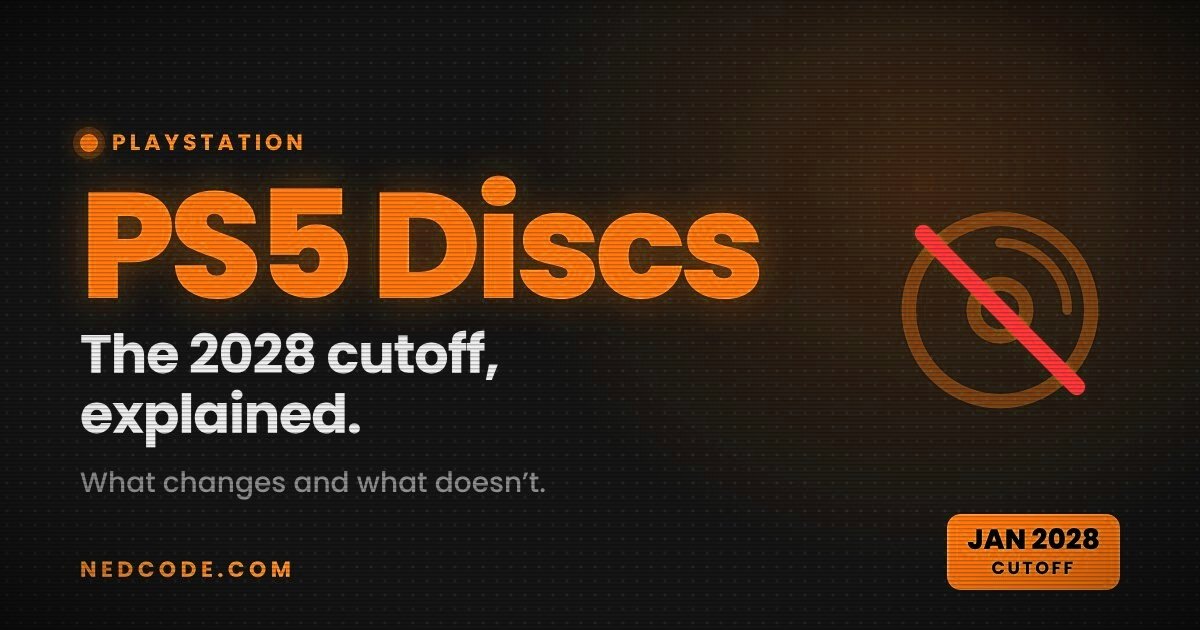 PLAYSTATION
PS5 Discs
The 2028 cutoff,
explained.
What changes and what doesn’t.
NEDCODE.COM
JAN 2028
CUTOFF